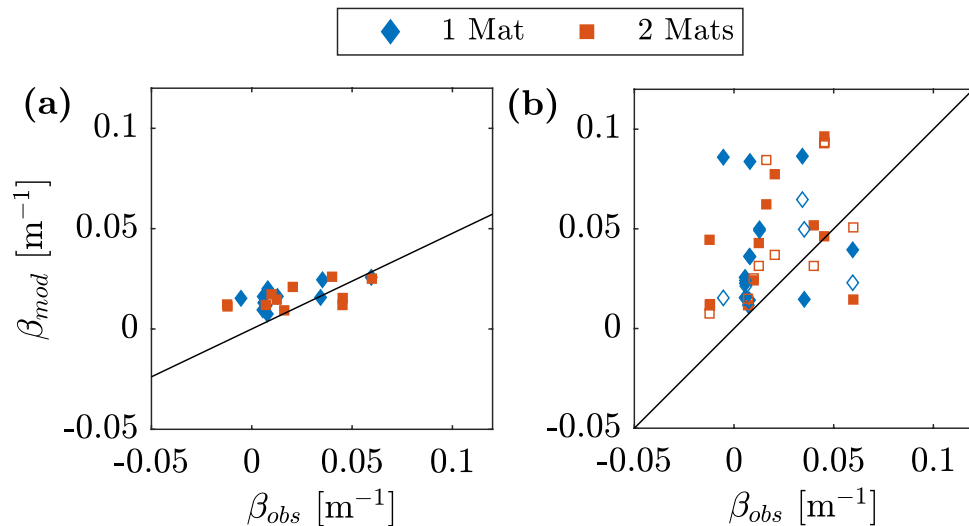 1 Mat 2 Mats
(a) (b)
0.1 0.1
0.05 0.05
0 0
-0.05 -0.05
β_mod [m⁻¹]
-0.05 0 0.05 0.1 -0.05 0 0.05 0.1
β_obs [m⁻¹] β_obs [m⁻¹]